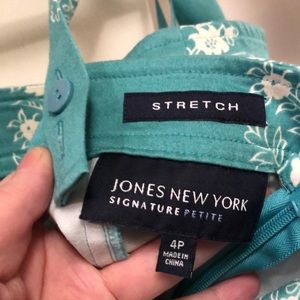 STRETCH
JONES NEW YORK
SIGNATURE PETITE
4P
MADE IN
CHINA